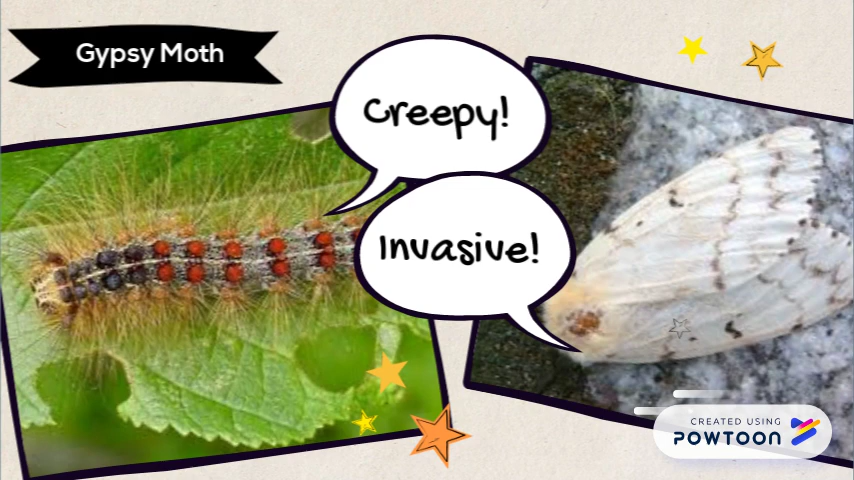 Gypsy Moth
Creepy!
Invasive!
CREATED USING
POWTOON